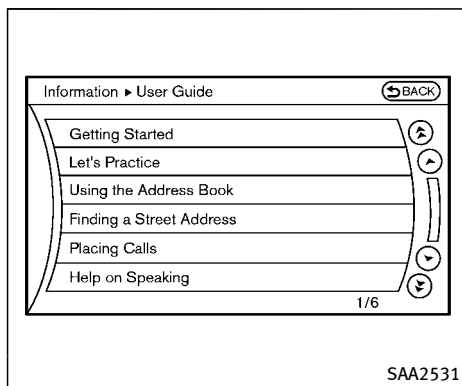 Information ▸ User Guide BACK
Getting Started
Let's Practice
Using the Address Book
Finding a Street Address
Placing Calls
Help on Speaking
1/6
SAA2531